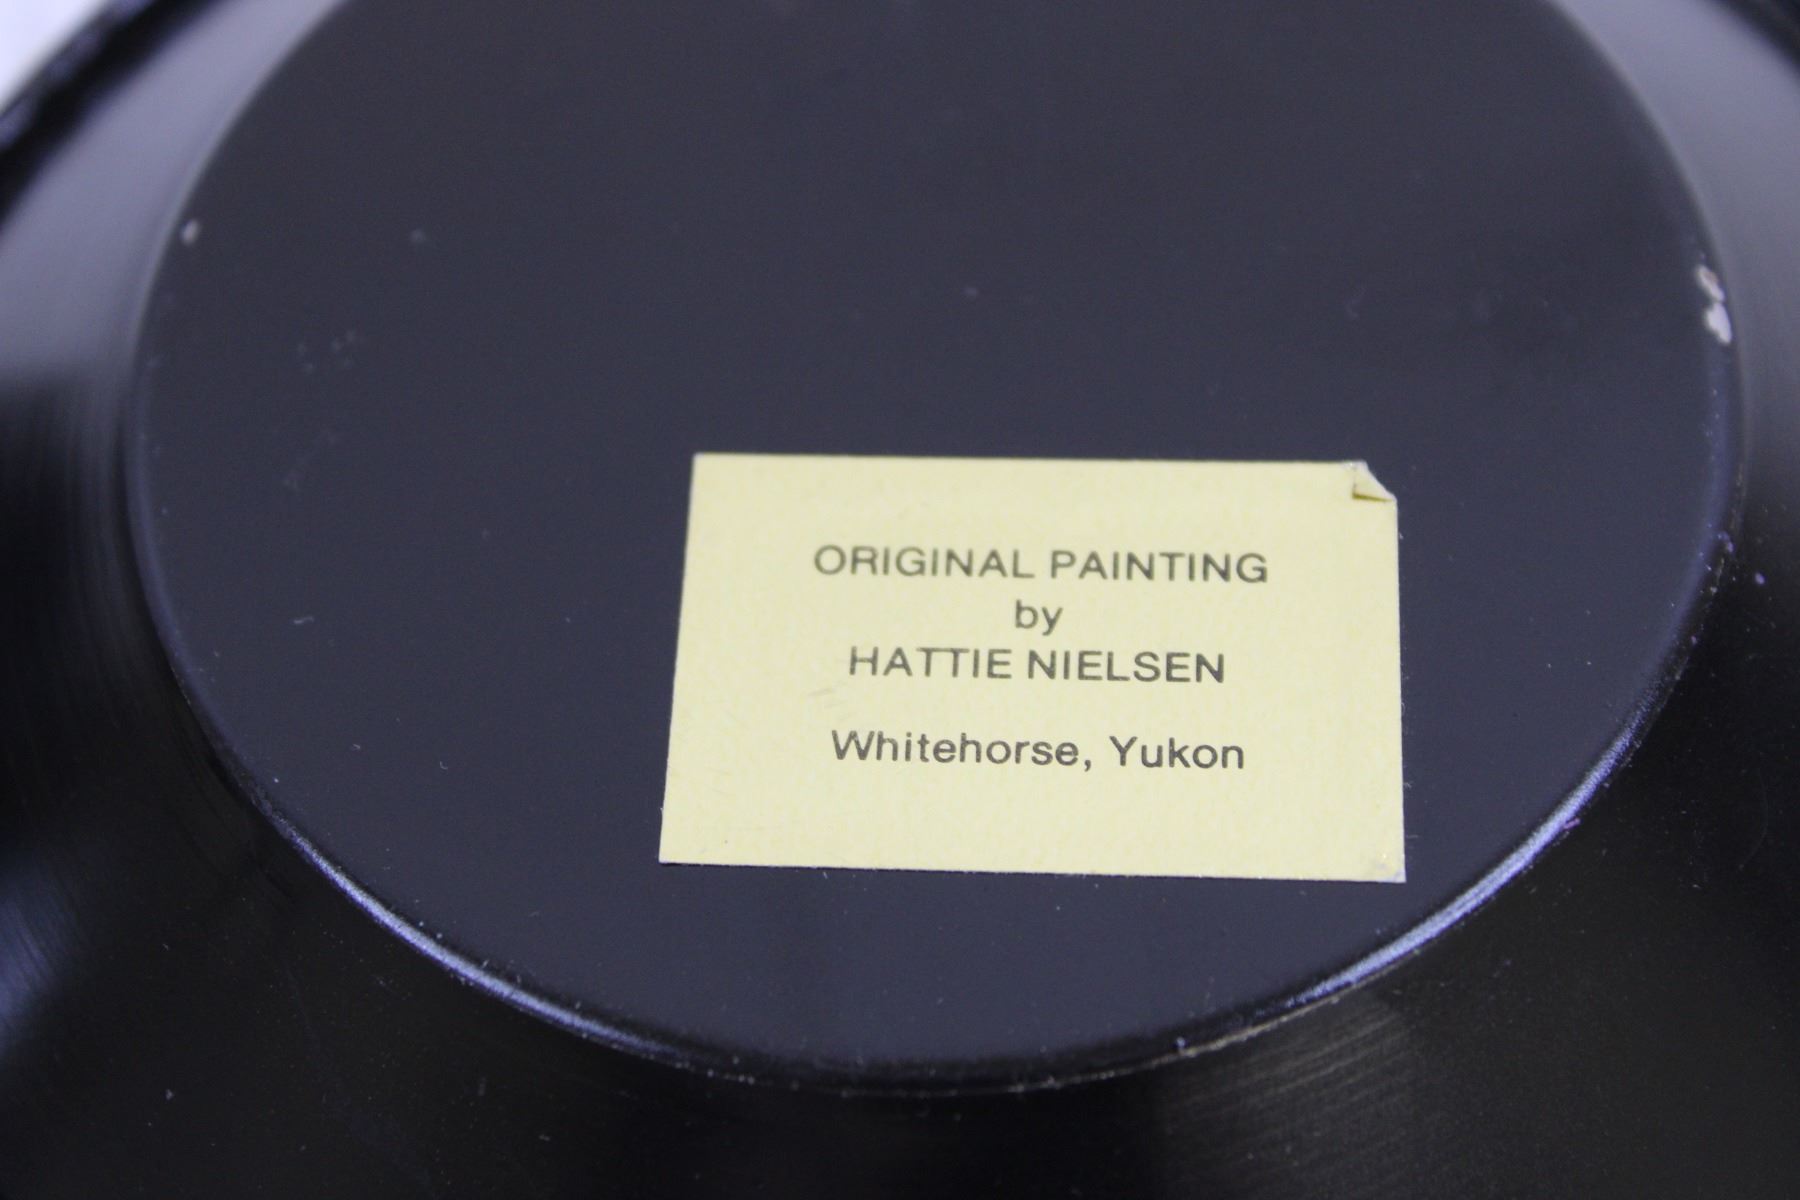 ORIGINAL PAINTING
by
HATTIE NIELSEN
Whitehorse, Yukon